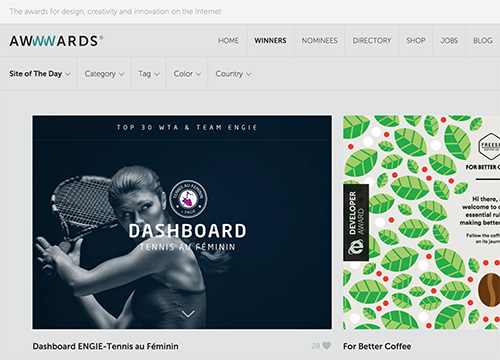 The awards for design, creativity and innovation on the Internet
AWWWARDS®
HOME WINNERS NOMINEES DIRECTORY SHOP JOBS BLOG
Site of The Day Category Tag Color Country
TOP 30 WTA & TEAM ENGIE
TENNIS AU FÉMININ
DASHBOARD
TENNIS AU FÉMININ
DEVELOPER
AWARD
FREESE
FOR BETTER C
Hi there,
welcome to
essential ru
making bette
Follow the coff
on its journ
Dashboard ENGIE-Tennis au Féminin 28
For Better Coffee